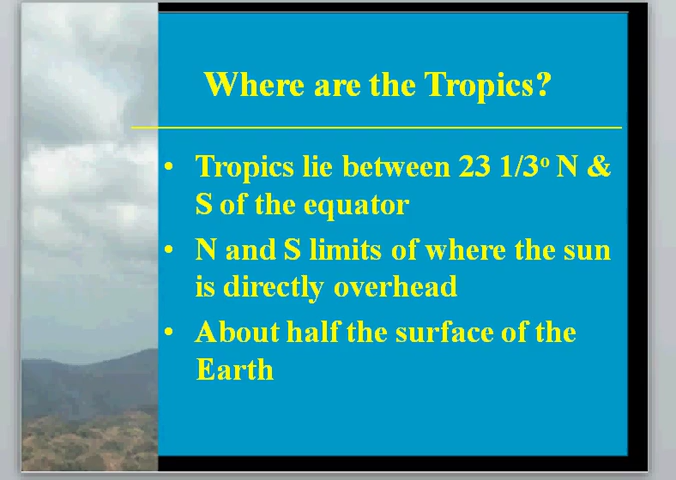 Where are the Tropics?
• Tropics lie between 23 1/3º N &
S of the equator
• N and S limits of where the sun
is directly overhead
• About half the surface of the
Earth